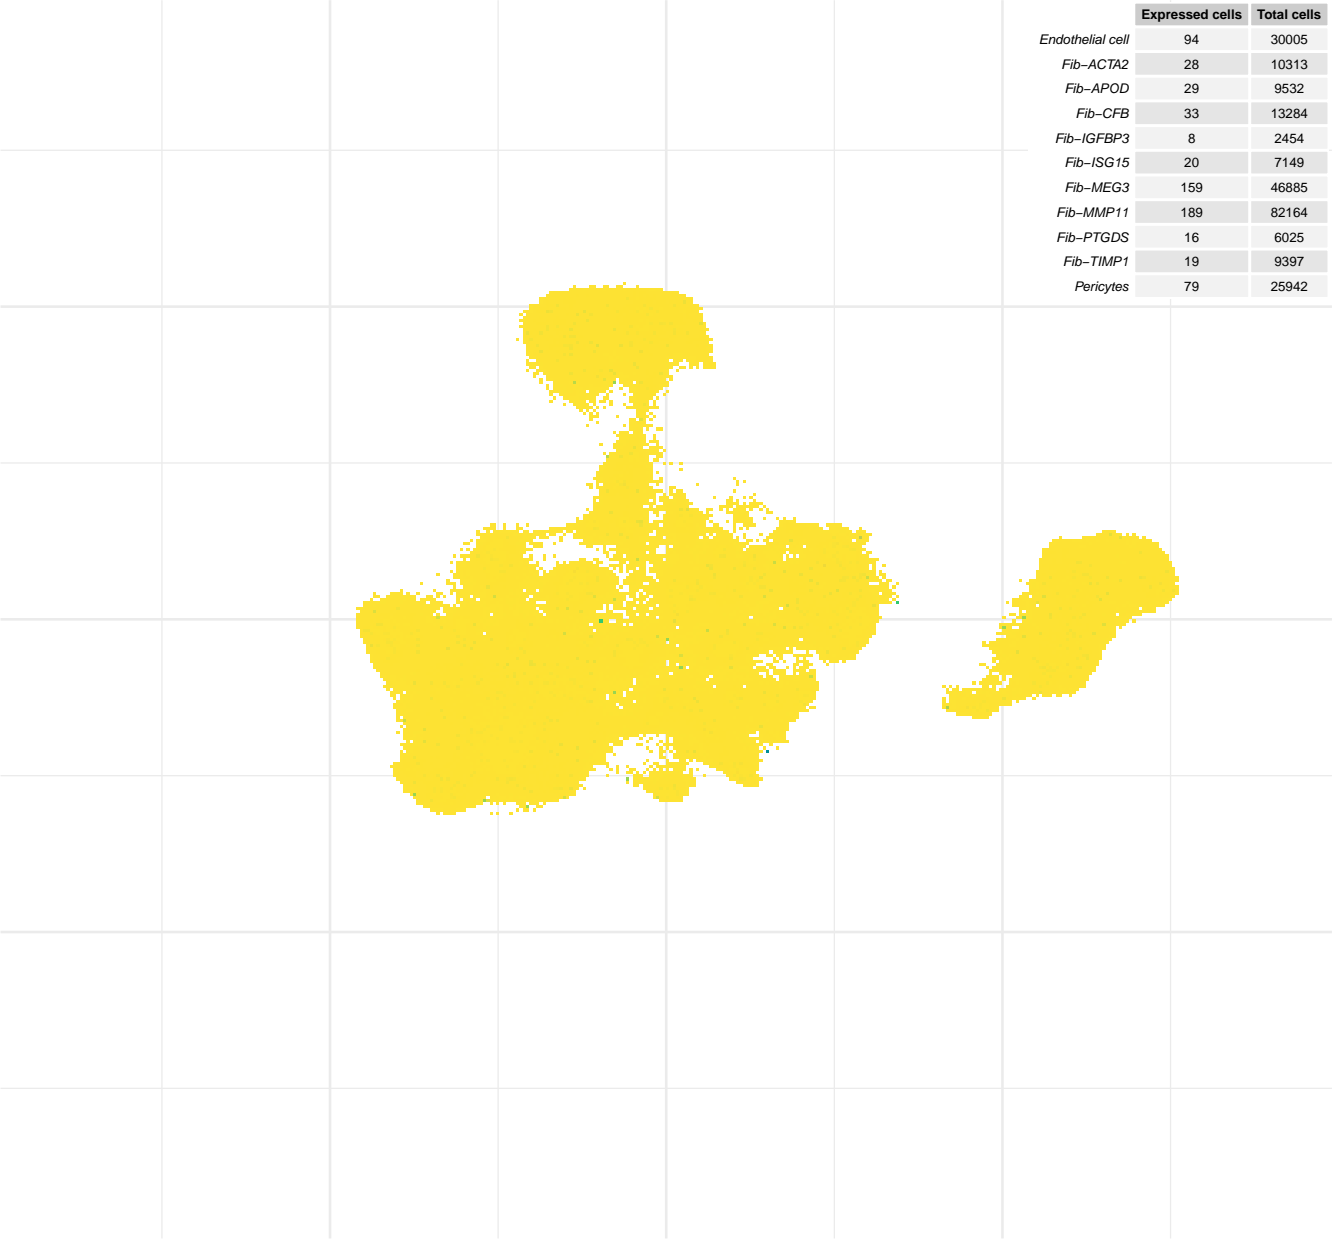 Expressed cells Total cells
Endothelial cell 94 30005
Fib−ACTA2 28 10313
Fib−APOD 29 9532
Fib−CFB 33 13284
Fib−IGFBP3 8 2454
Fib−ISG15 20 7149
Fib−MEG3 159 46885
Fib−MMP11 189 82164
Fib−PTGDS 16 6025
Fib−TIMP1 19 9397
Pericytes 79 25942